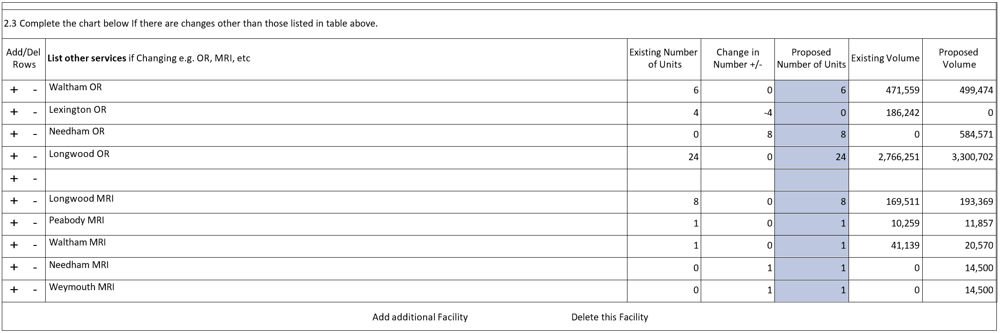 2.3 Complete the chart below If there are changes other than those listed in table above.
Add/Del Rows List other services if Changing e.g. OR, MRI, etc Existing Number of Units Change in Number +/- Proposed Number of Units Existing Volume Proposed Volume
+ - Waltham OR 6 0 6 471,559 499,474
+ - Lexington OR 4 -4 0 186,242 0
+ - Needham OR 0 8 8 0 584,571
+ - Longwood OR 24 0 24 2,766,251 3,300,702
+ -
+ - Longwood MRI 8 0 8 169,511 193,369
+ - Peabody MRI 1 0 1 10,259 11,857
+ - Waltham MRI 1 0 1 41,139 20,570
+ - Needham MRI 0 1 1 0 14,500
+ - Weymouth MRI 0 1 1 0 14,500
Add additional Facility Delete this Facility